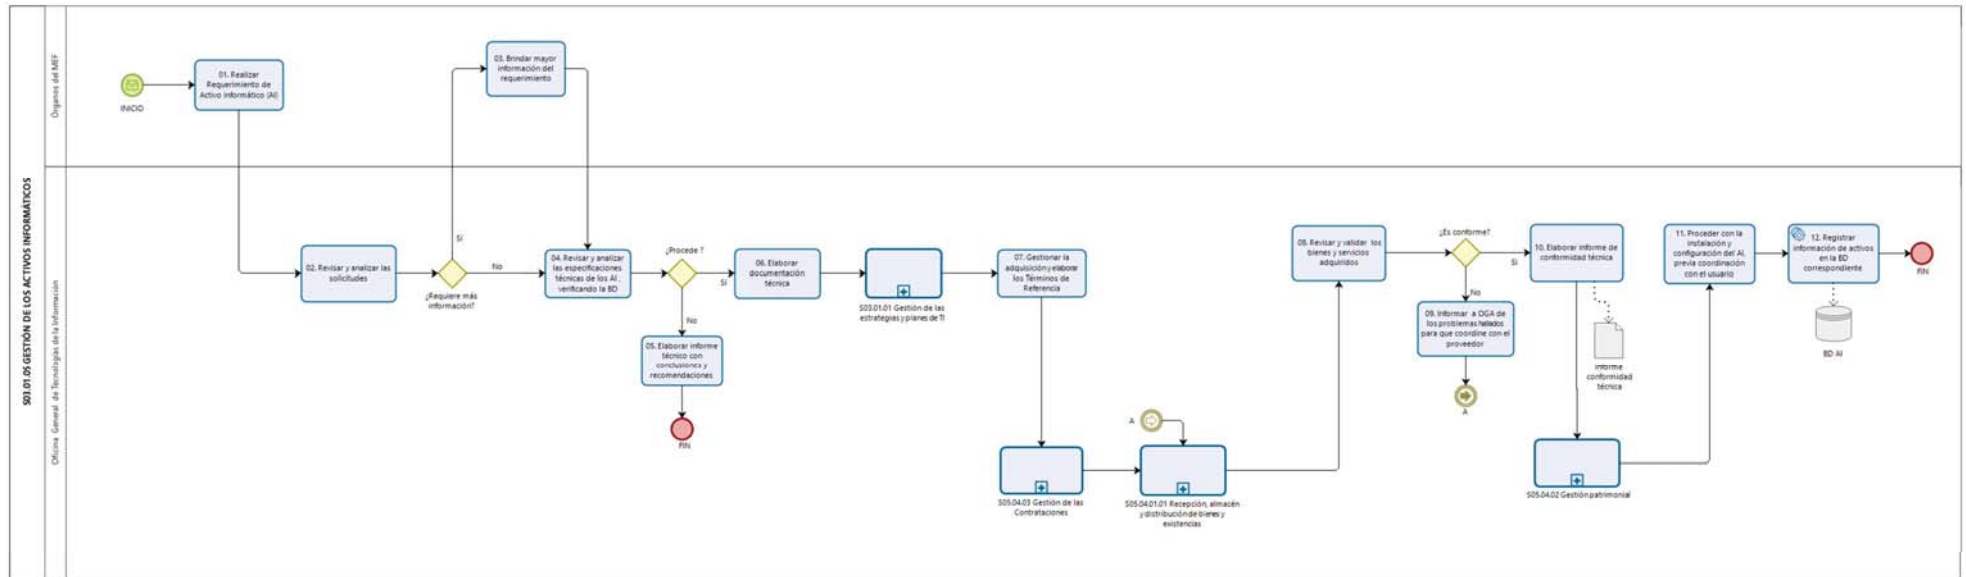 S03.01.05 GESTIÓN DE LOS ACTIVOS INFORMÁTICOS
Órganos del MEF
INICIO
01. Realizar
Requerimiento de
Activo informático (AI)
03. Brindar mayor
información del
requerimiento
Oficina General de Tecnologías de la Información
02. Revisar y analizar las
solicitudes
Sí
¿Requiere más
información?
No
04. Revisar y analizar
las especificaciones
técnicas de los AI,
verificando la BD
¿Procede ?
Sí
No
05. Elaborar informe
técnico con
conclusiones y
recomendaciones
FIN
06. Elaborar
documentación
técnica
S03.01.01 Gestión de las
estrategias y planes de TI
07. Gestionar la
adquisición y elaborar
los Términos de
Referencia
S05.04.03 Gestión de las
Contrataciones
A
S05.04.01.01 Recepción, almacén
y distribución de bienes y
existencias
08. Revisar y validar los
bienes y servicios
adquiridos
¿Es conforme?
Si
No
09. Informar a OGA de
los problemas halados
para que coordine con el
proveedor
A
10. Elaborar informe de
conformidad técnica
Informe
conformidad
técnica
S05.04.02 Gestión patrimonial
11. Proceder con la
instalación y
configuración del AI,
previa coordinación
con el usuario
12. Registrar
información de activos
en la BD
correspondiente
BD AI
FIN